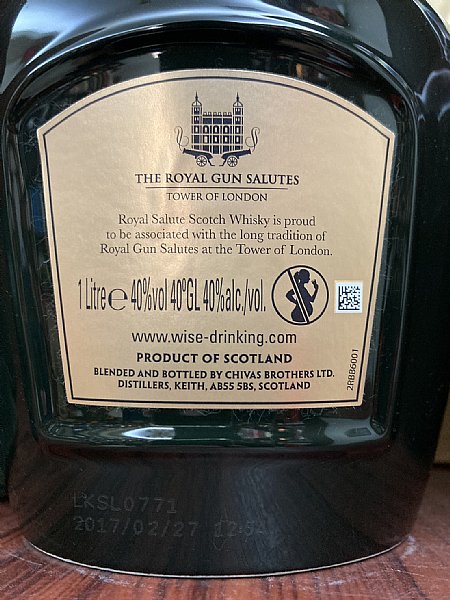 THE ROYAL GUN SALUTES
TOWER OF LONDON
Royal Salute Scotch Whisky is proud
to be associated with the long tradition of
Royal Gun Salutes at the Tower of London.
1 Litre ℮ 40%vol 40ºGL 40%alc./vol.
www.wise-drinking.com
PRODUCT OF SCOTLAND
BLENDED AND BOTTLED BY CHIVAS BROTHERS LTD.
DISTILLERS, KEITH, AB55 5BS, SCOTLAND
2RBB6001
LKSL0771
2017/02/27